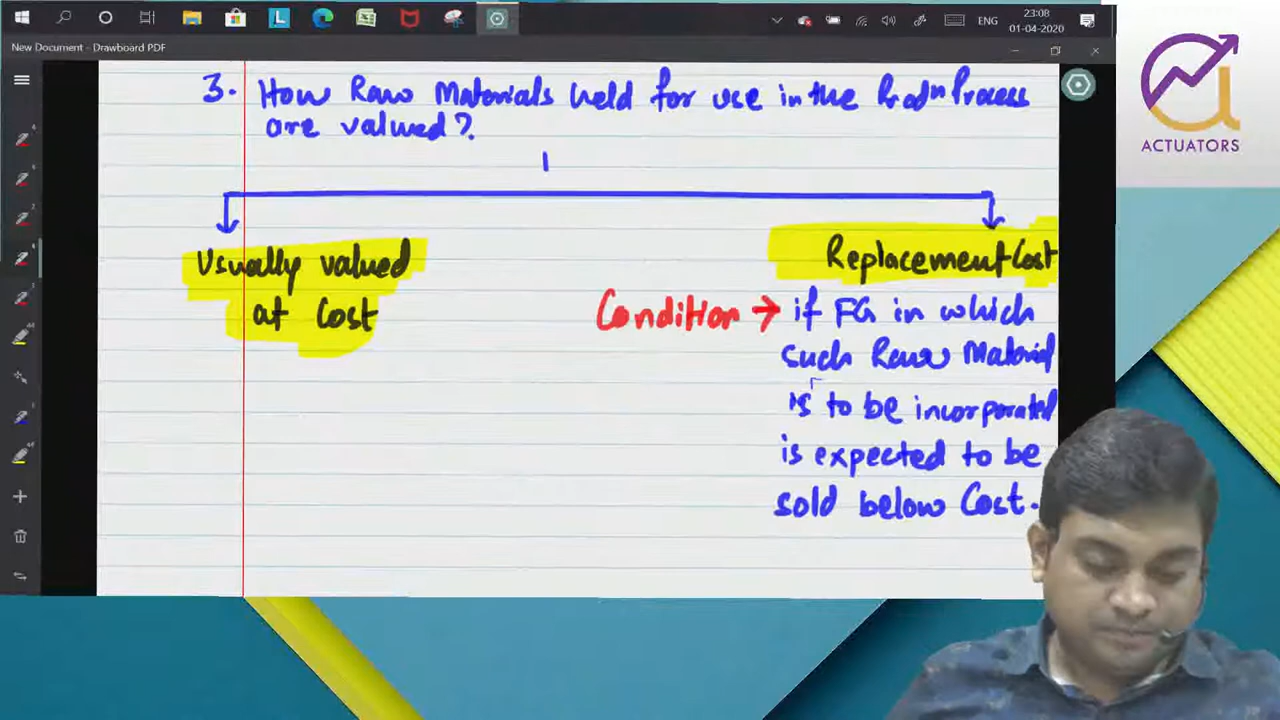 23:08
ENG
01-04-2020
New Document - Drawboard PDF
3. How Raw Materials held for use in the Prodn Process
are valued?
Usually valued
at Cost
Replacement Cost
Condition → if FG in which
such Raw Material
is to be incorporated
is expected to be
sold below Cost.
ACTUATORS